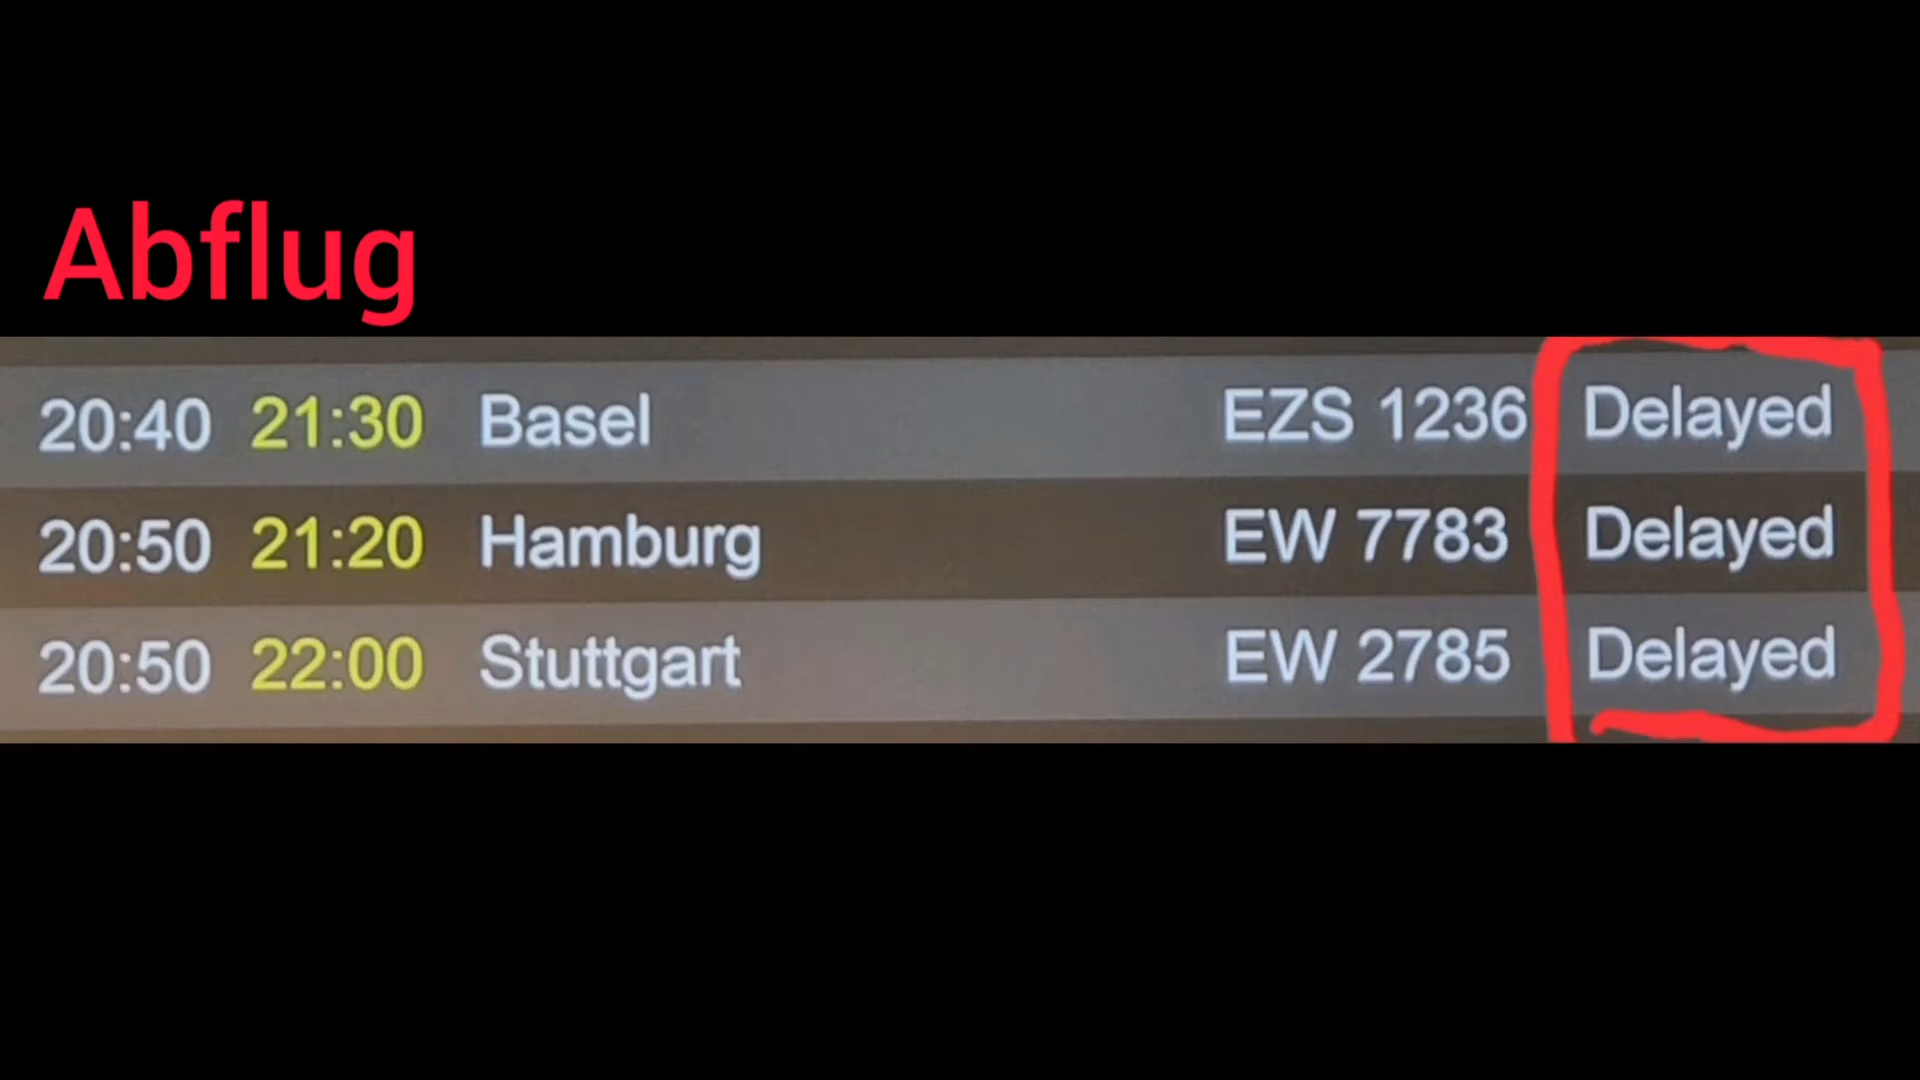 Abflug
20:40 21:30 Basel EZS 1236 Delayed
20:50 21:20 Hamburg EW 7783 Delayed
20:50 22:00 Stuttgart EW 2785 Delayed